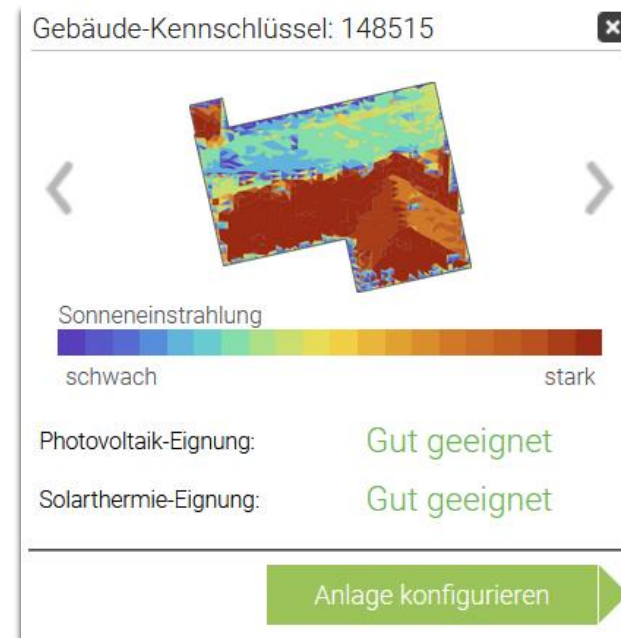 Gebäude-Kennschlüssel: 148515
Sonneneinstrahlung
schwach stark
Photovoltaik-Eignung: Gut geeignet
Solarthermie-Eignung: Gut geeignet
Anlage konfigurieren